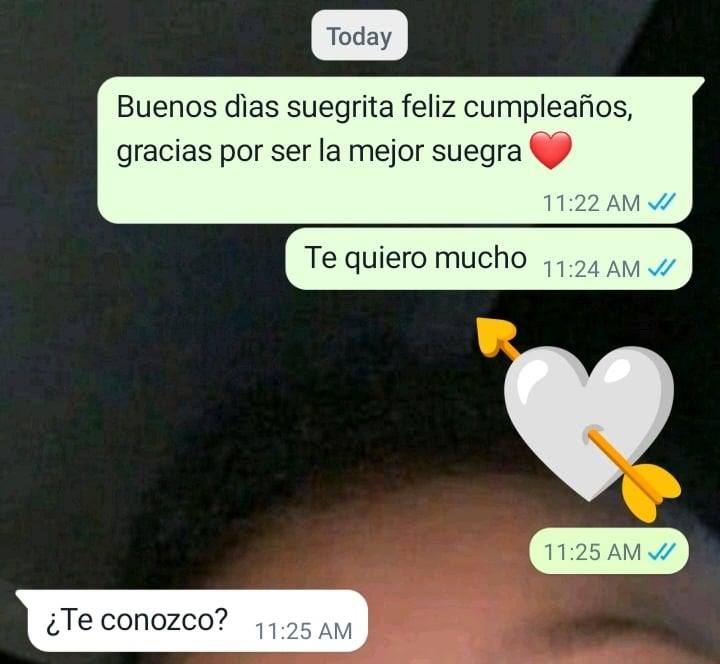 Today
Buenos dìas suegrita feliz cumpleaños,
gracias por ser la mejor suegra ❤️
11:22 AM
Te quiero mucho 11:24 AM
11:25 AM
¿Te conozco? 11:25 AM